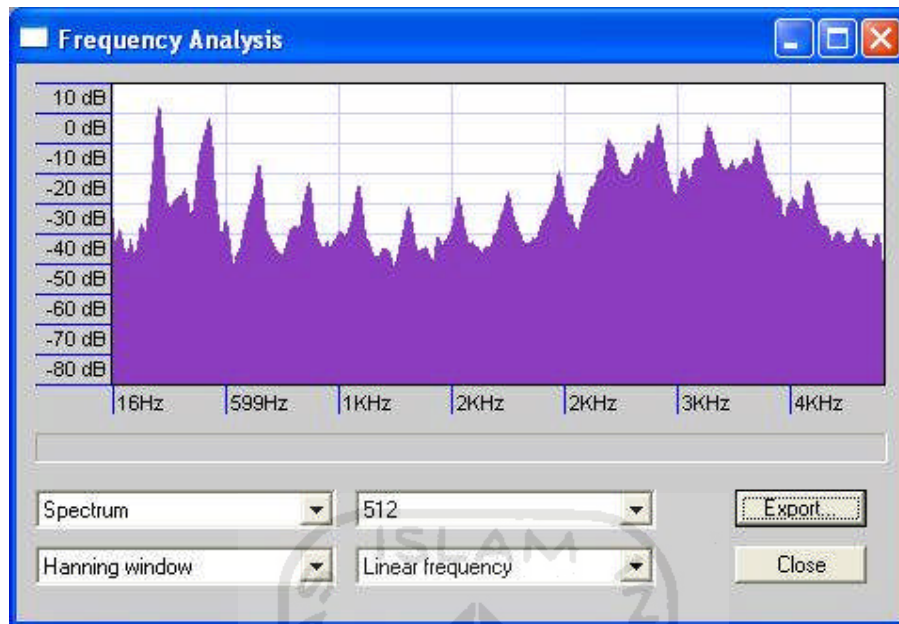 Frequency Analysis
10 dB
0 dB
-10 dB
-20 dB
-30 dB
-40 dB
-50 dB
-60 dB
-70 dB
-80 dB
16Hz 599Hz 1KHz 2KHz 2KHz 3KHz 4KHz
Spectrum 512 Export...
Hanning window Linear frequency Close
ISLAM